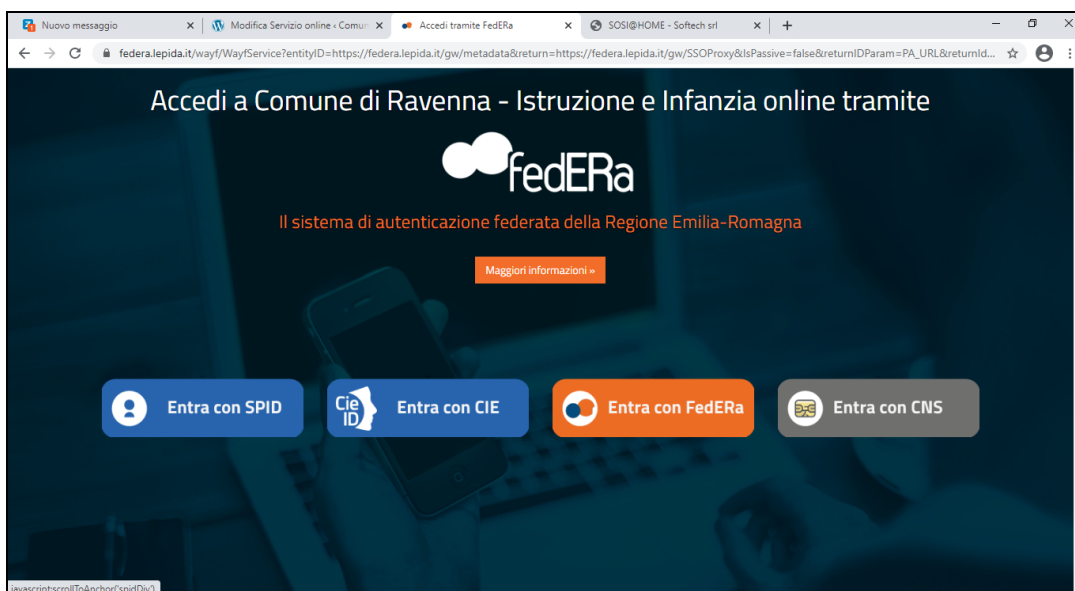 Nuovo messaggio
Modifica Servizio online ‹ Comun
Accedi tramite FedERa
SOSI@HOME - Softech srl
federa.lepida.it/wayf/WayfService?entityID=https://federa.lepida.it/gw/metadata&return=https://federa.lepida.it/gw/SSOProxy&IsPassive=false&returnIDParam=PA_URL&returnId...
Accedi a Comune di Ravenna - Istruzione e Infanzia online tramite
fedERa
Il sistema di autenticazione federata della Regione Emilia-Romagna
Maggiori informazioni »
Entra con SPID
Cie
ID
Entra con CIE
Entra con FedERa
Entra con CNS
javascript:scrollToAnchor('spidDiv')